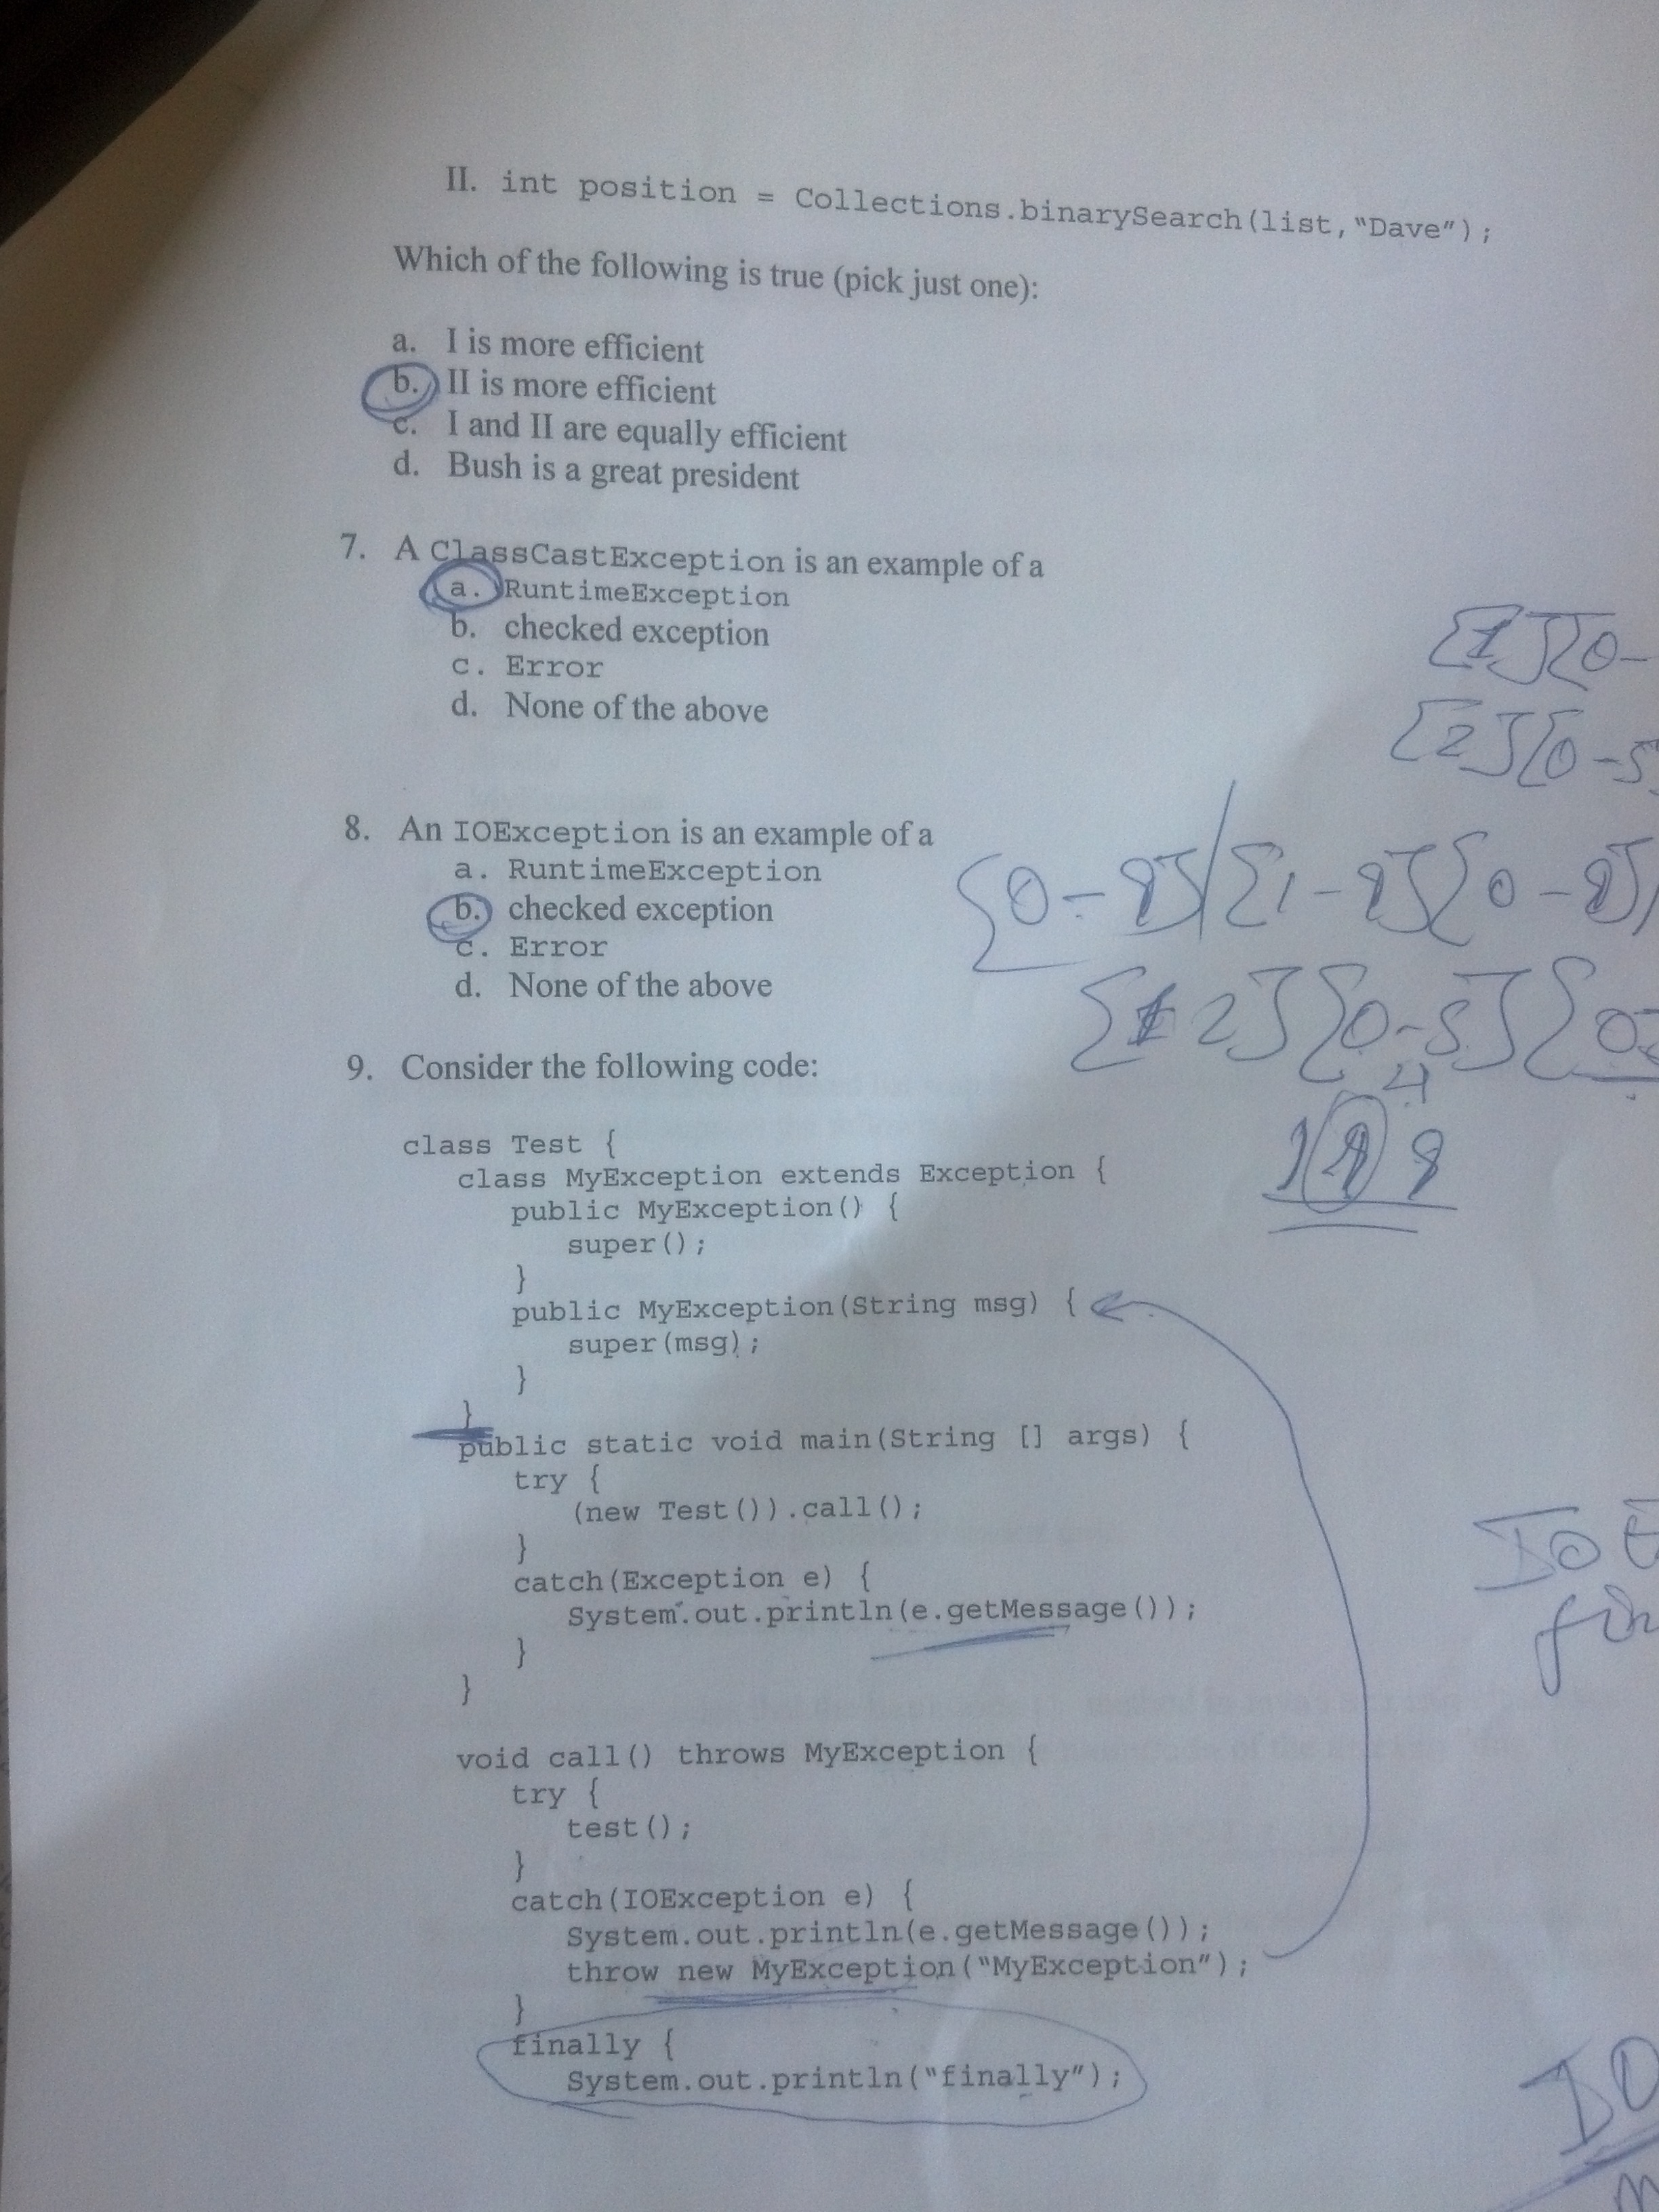 II. int position = Collections.binarySearch(list,“Dave”);
Which of the following is true (pick just one):
a. I is more efficient
b. II is more efficient
c. I and II are equally efficient
d. Bush is a great president
7. A ClassCastException is an example of a
a. RuntimeException
b. checked exception
c. Error
d. None of the above
[1][0-
[2][0-5]
8. An IOException is an example of a
a. RuntimeException
b. checked exception
c. Error
d. None of the above
[0-9]/[1-9][0-9]/
[1 2][0-5][0-
4
1 9 9
9. Consider the following code:
class Test {
class MyException extends Exception {
public MyException() {
super();
}
public MyException(String msg) {
super(msg);
}
}
public static void main(String [] args) {
try {
(new Test()).call();
}
catch(Exception e) {
System.out.println(e.getMessage());
}
}
IO E
fin
void call() throws MyException {
try {
test();
}
catch(IOException e) {
System.out.println(e.getMessage());
throw new MyException(“MyException”);
}
finally {
System.out.println(“finally”);
IO